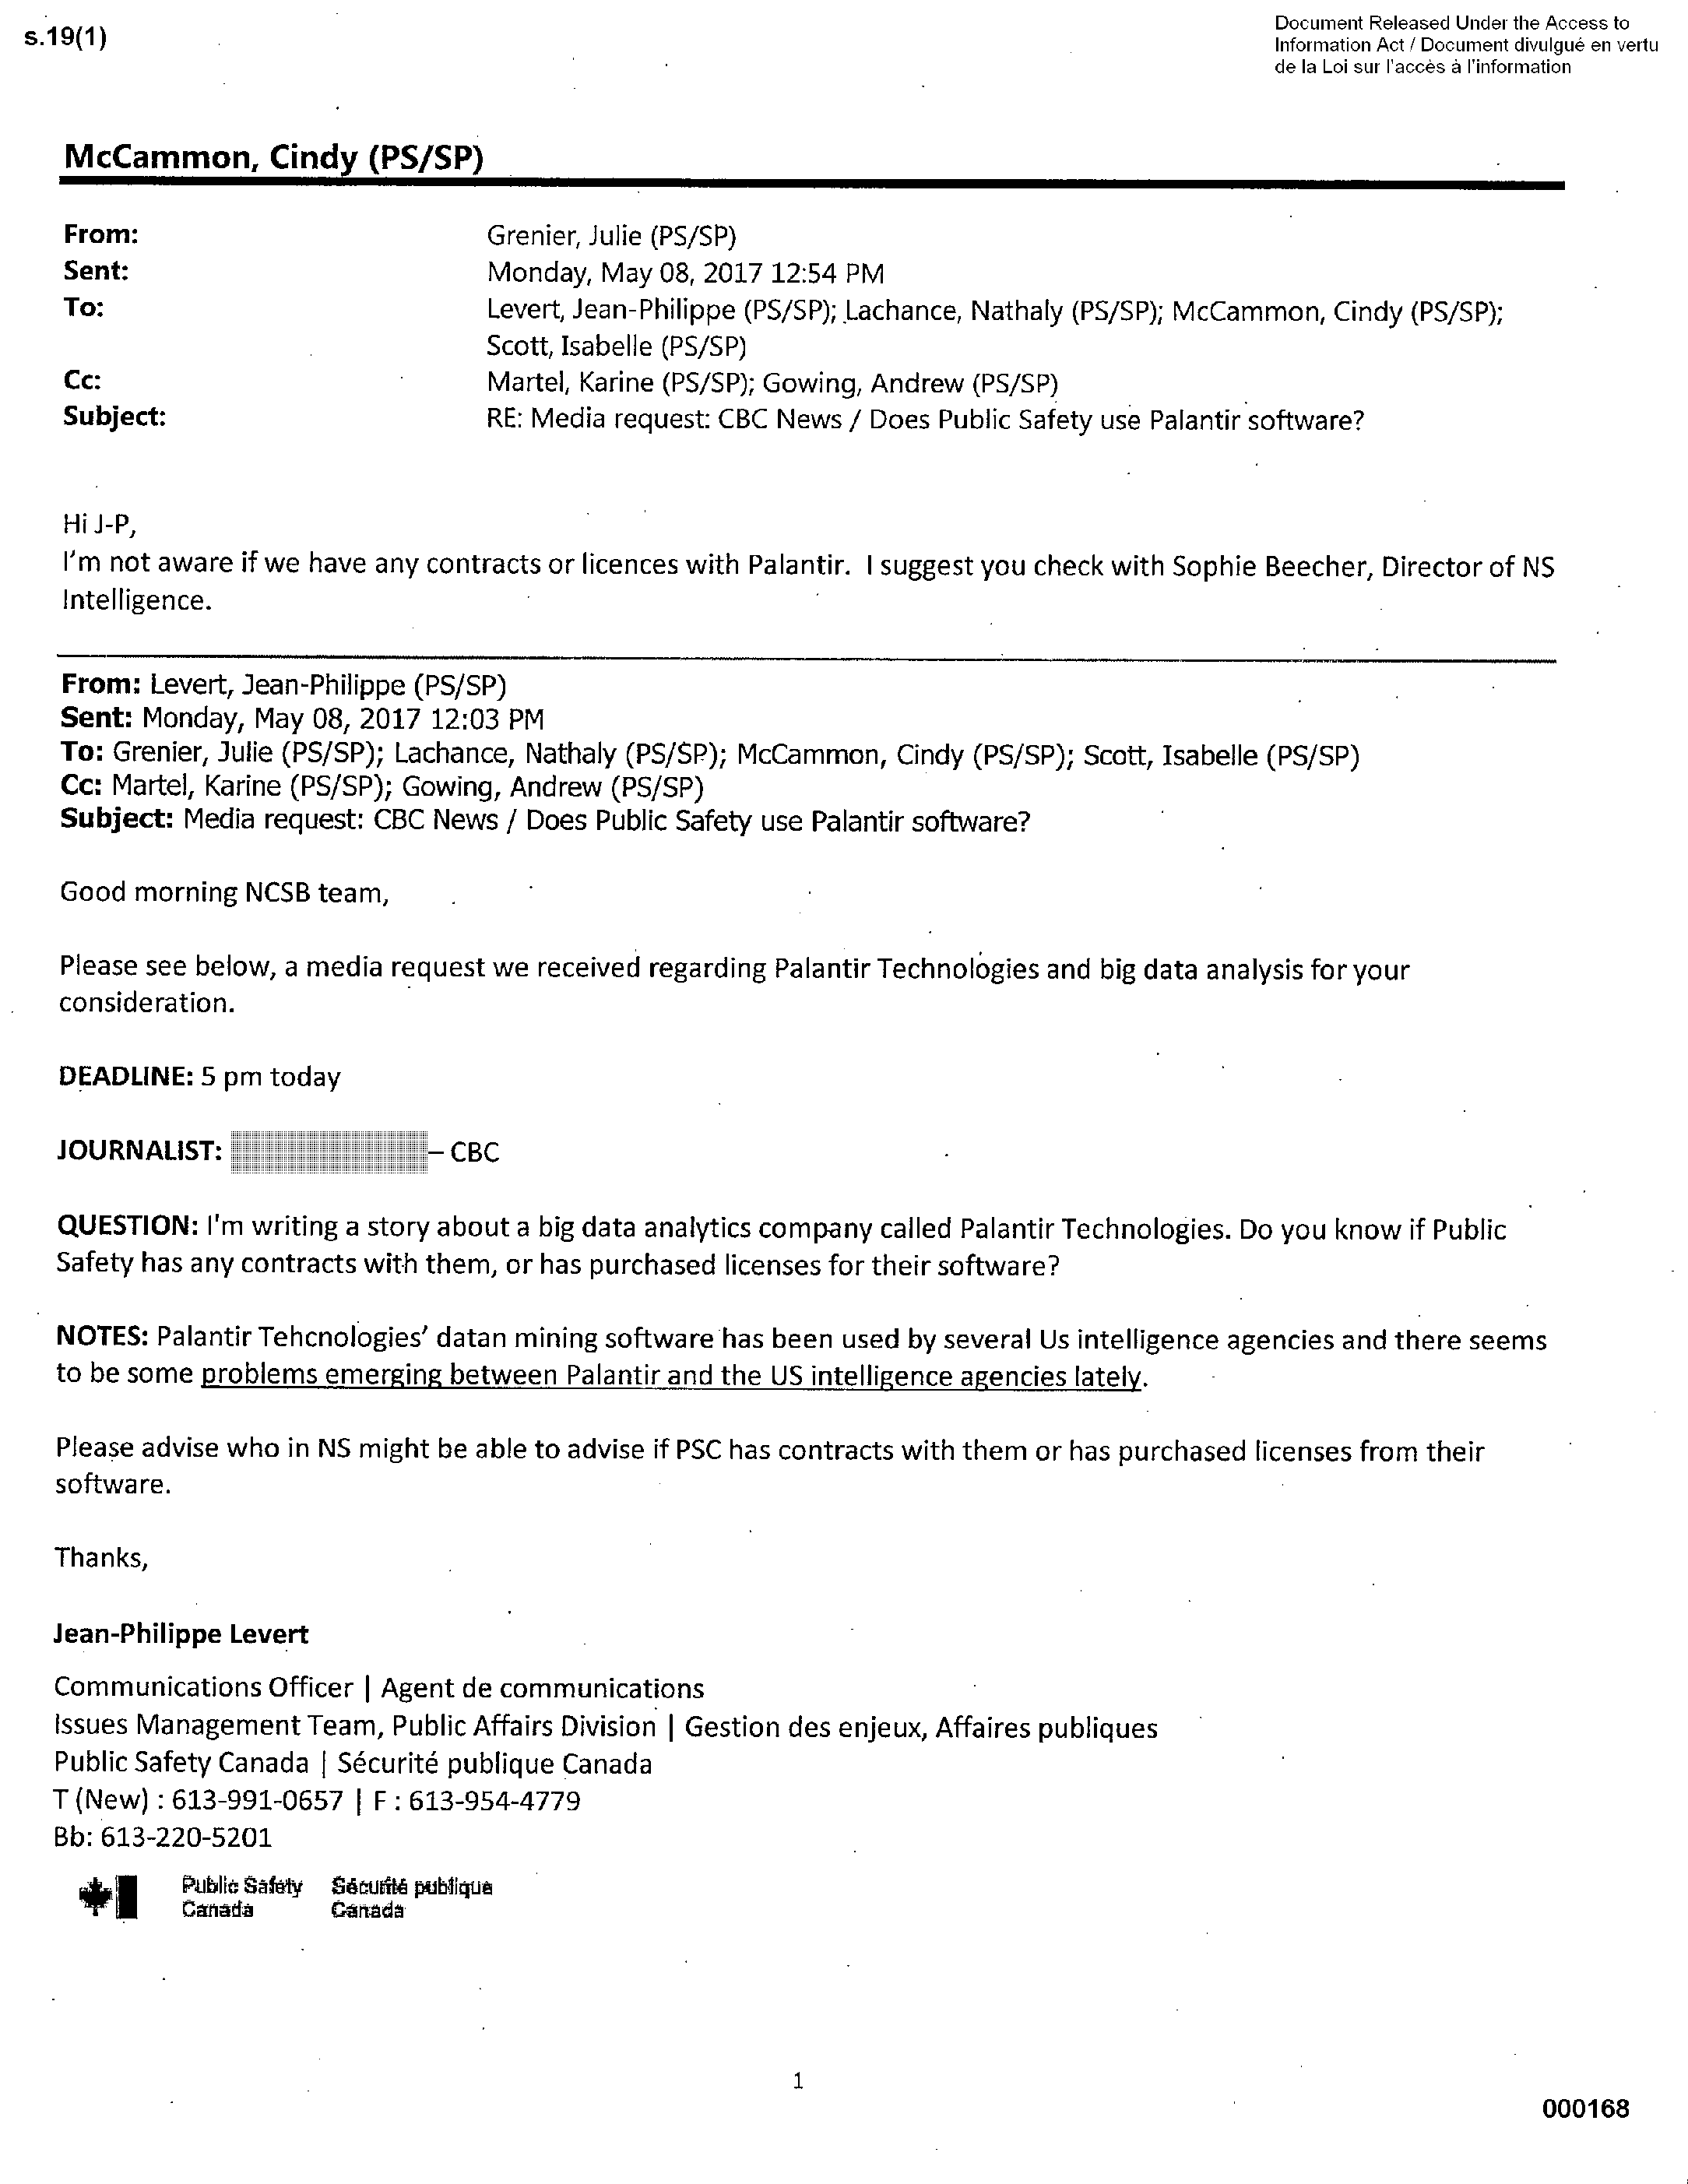 s.19(1)
Document Released Under the Access to
Information Act / Document divulgué en vertu
de la Loi sur l'accès à l'information
McCammon, Cindy (PS/SP)
From: Grenier, Julie (PS/SP)
Sent: Monday, May 08, 2017 12:54 PM
To: Levert, Jean-Philippe (PS/SP); Lachance, Nathaly (PS/SP); McCammon, Cindy (PS/SP);
Scott, Isabelle (PS/SP)
Cc: Martel, Karine (PS/SP); Gowing, Andrew (PS/SP)
Subject: RE: Media request: CBC News / Does Public Safety use Palantir software?
Hi J-P,
I'm not aware if we have any contracts or licences with Palantir. I suggest you check with Sophie Beecher, Director of NS
Intelligence.
From: Levert, Jean-Philippe (PS/SP)
Sent: Monday, May 08, 2017 12:03 PM
To: Grenier, Julie (PS/SP); Lachance, Nathaly (PS/SP); McCammon, Cindy (PS/SP); Scott, Isabelle (PS/SP)
Cc: Martel, Karine (PS/SP); Gowing, Andrew (PS/SP)
Subject: Media request: CBC News / Does Public Safety use Palantir software?
Good morning NCSB team,
Please see below, a media request we received regarding Palantir Technologies and big data analysis for your
consideration.
DEADLINE: 5 pm today
JOURNALIST: – CBC
QUESTION: I'm writing a story about a big data analytics company called Palantir Technologies. Do you know if Public
Safety has any contracts with them, or has purchased licenses for their software?
NOTES: Palantir Tehcnologies' datan mining software has been used by several Us intelligence agencies and there seems
to be some problems emerging between Palantir and the US intelligence agencies lately.
Please advise who in NS might be able to advise if PSC has contracts with them or has purchased licenses from their
software.
Thanks,
Jean-Philippe Levert
Communications Officer | Agent de communications
Issues Management Team, Public Affairs Division | Gestion des enjeux, Affaires publiques
Public Safety Canada | Sécurité publique Canada
T (New) : 613-991-0657 | F : 613-954-4779
Bb: 613-220-5201
Public Safety Sécurité publique
Canada Canada
1
000168